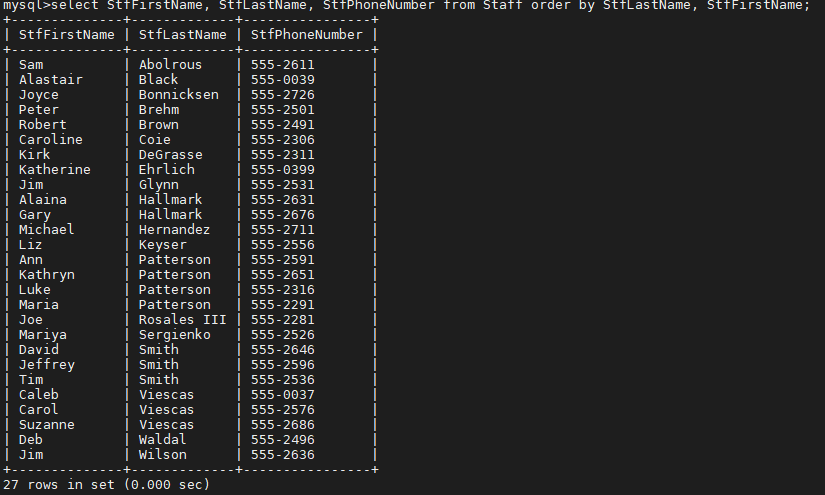 mysql>select StfFirstName, StfLastName, StfPhoneNumber from Staff order by StfLastName, StfFirstName;
+--------------+-------------+----------------+
| StfFirstName | StfLastName | StfPhoneNumber |
+--------------+-------------+----------------+
| Sam          | Abolrous    | 555-2611       |
| Alastair     | Black       | 555-0039       |
| Joyce        | Bonnicksen  | 555-2726       |
| Peter        | Brehm       | 555-2501       |
| Robert       | Brown       | 555-2491       |
| Caroline     | Coie        | 555-2306       |
| Kirk         | DeGrasse    | 555-2311       |
| Katherine    | Ehrlich     | 555-0399       |
| Jim          | Glynn       | 555-2531       |
| Alaina       | Hallmark    | 555-2631       |
| Gary         | Hallmark    | 555-2676       |
| Michael      | Hernandez   | 555-2711       |
| Liz          | Keyser      | 555-2556       |
| Ann          | Patterson   | 555-2591       |
| Kathryn      | Patterson   | 555-2651       |
| Luke         | Patterson   | 555-2316       |
| Maria        | Patterson   | 555-2291       |
| Joe          | Rosales III | 555-2281       |
| Mariya       | Sergienko   | 555-2526       |
| David        | Smith       | 555-2646       |
| Jeffrey      | Smith       | 555-2596       |
| Tim          | Smith       | 555-2536       |
| Caleb        | Viescas     | 555-0037       |
| Carol        | Viescas     | 555-2576       |
| Suzanne      | Viescas     | 555-2686       |
| Deb          | Waldal      | 555-2496       |
| Jim          | Wilson      | 555-2636       |
+--------------+-------------+----------------+
27 rows in set (0.000 sec)